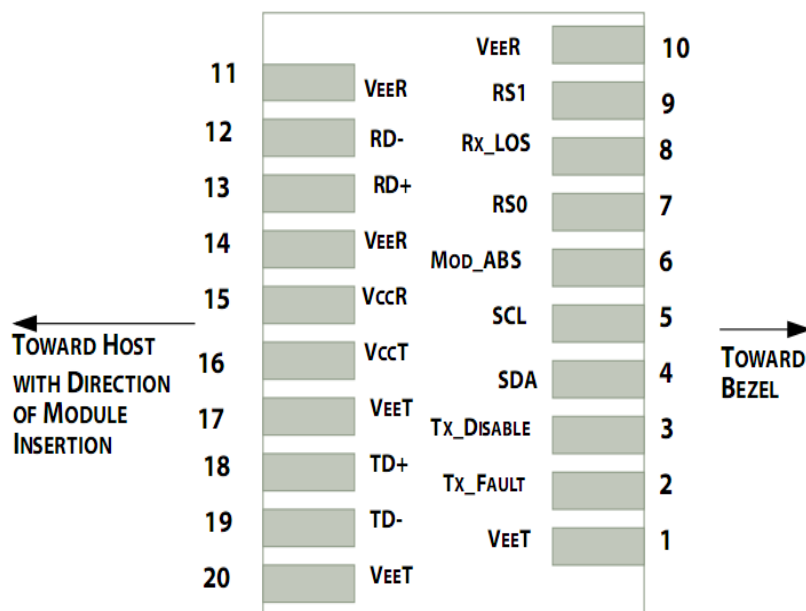 11 VEER
12 RD-
13 RD+
14 VEER
15 VCCR
16 VCCT
17 VEET
18 TD+
19 TD-
20 VEET
VEER 10
RS1 9
RX_LOS 8
RS0 7
MOD_ABS 6
SCL 5
SDA 4
TX_DISABLE 3
TX_FAULT 2
VEET 1
TOWARD HOST
WITH DIRECTION
OF MODULE
INSERTION
TOWARD
BEZEL